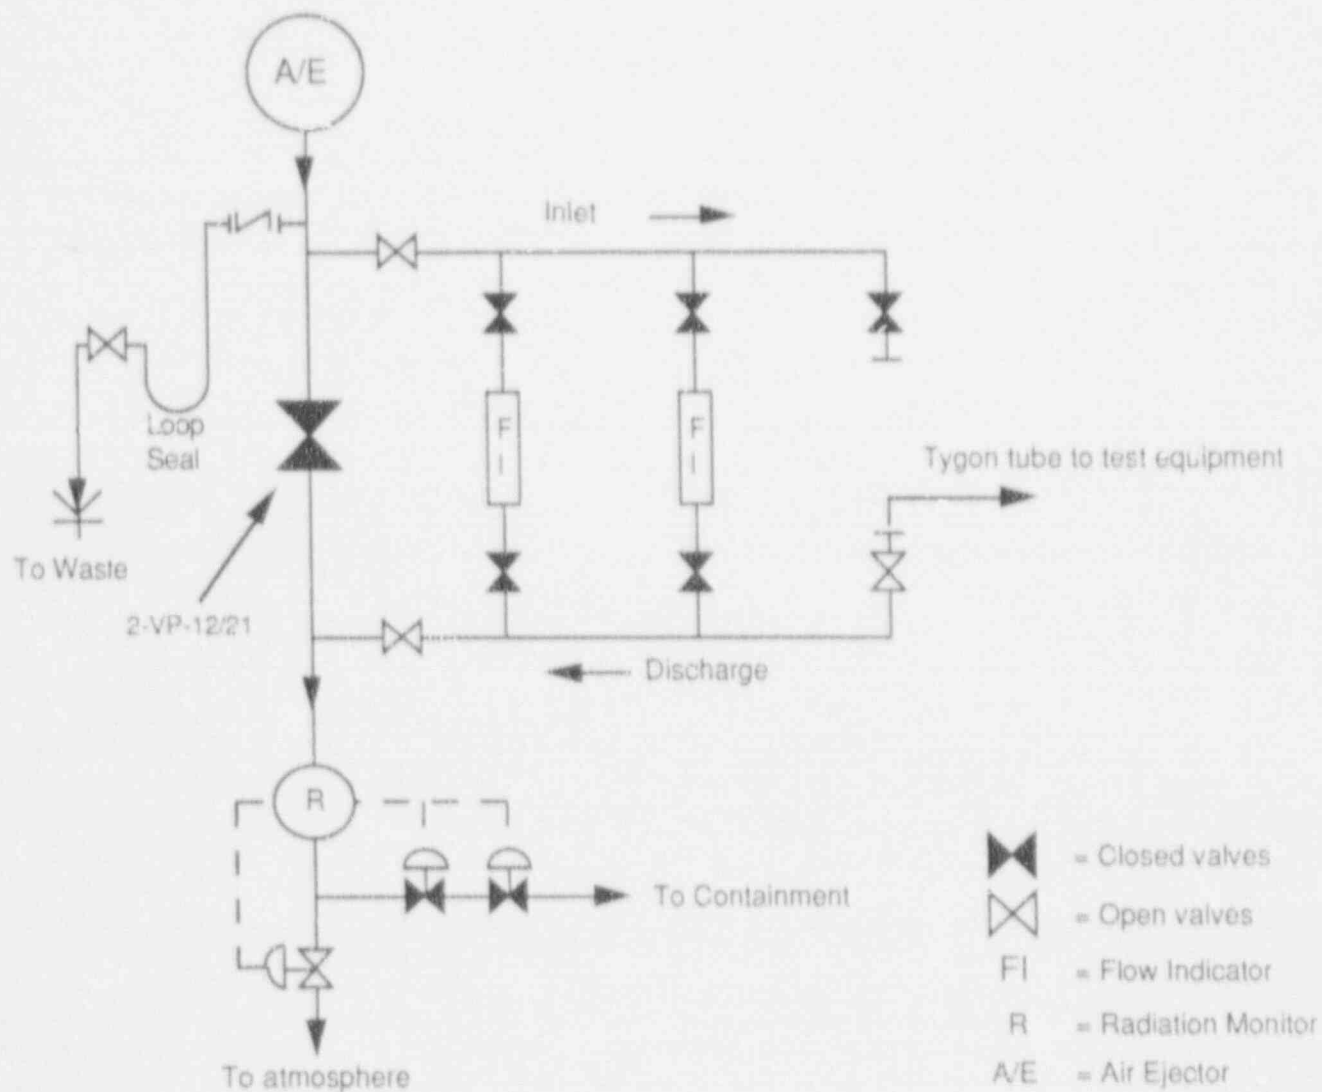 A/E
Inlet
Loop
Seal
F
I
F
I
Tygon tube to test equipment
To Waste
2-VP-12/21
Discharge
R
To Containment
To atmosphere
= Closed valves
= Open valves
FI = Flow Indicator
R = Radiation Monitor
A/E = Air Ejector